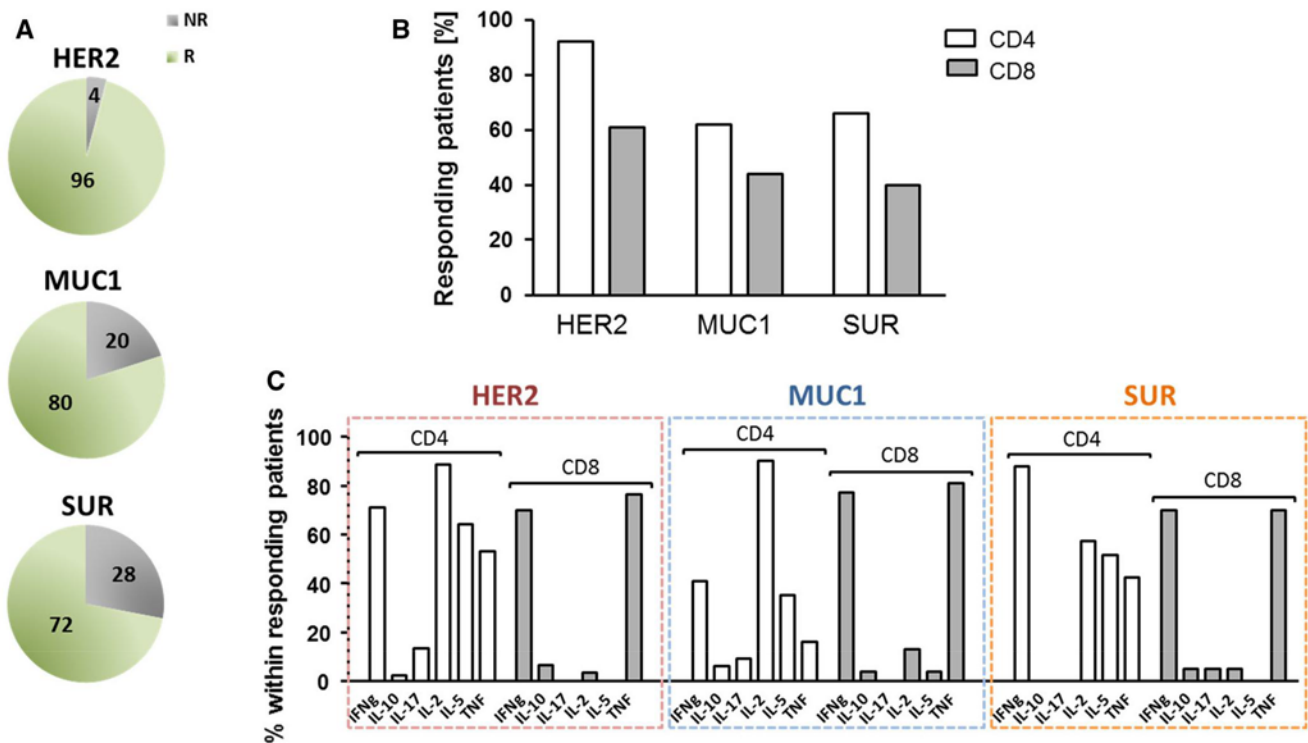 A
NR
R
HER2
4
96
MUC1
20
80
SUR
28
72
B
Responding patients [%]
100
80
60
40
20
0
HER2 MUC1 SUR
CD4
CD8
C
% within responding patients
HER2 MUC1 SUR
100
80
60
40
20
0
CD4 CD8 CD4 CD8 CD4 CD8
IFNg IL-10 IL-17 IL-2 IL-5 TNF IFNg IL-10 IL-17 IL-2 IL-5 TNF IFNg IL-10 IL-17 IL-2 IL-5 TNF IFNg IL-10 IL-17 IL-2 IL-5 TNF IFNg IL-10 IL-17 IL-2 IL-5 TNF IFNg IL-10 IL-17 IL-2 IL-5 TNF